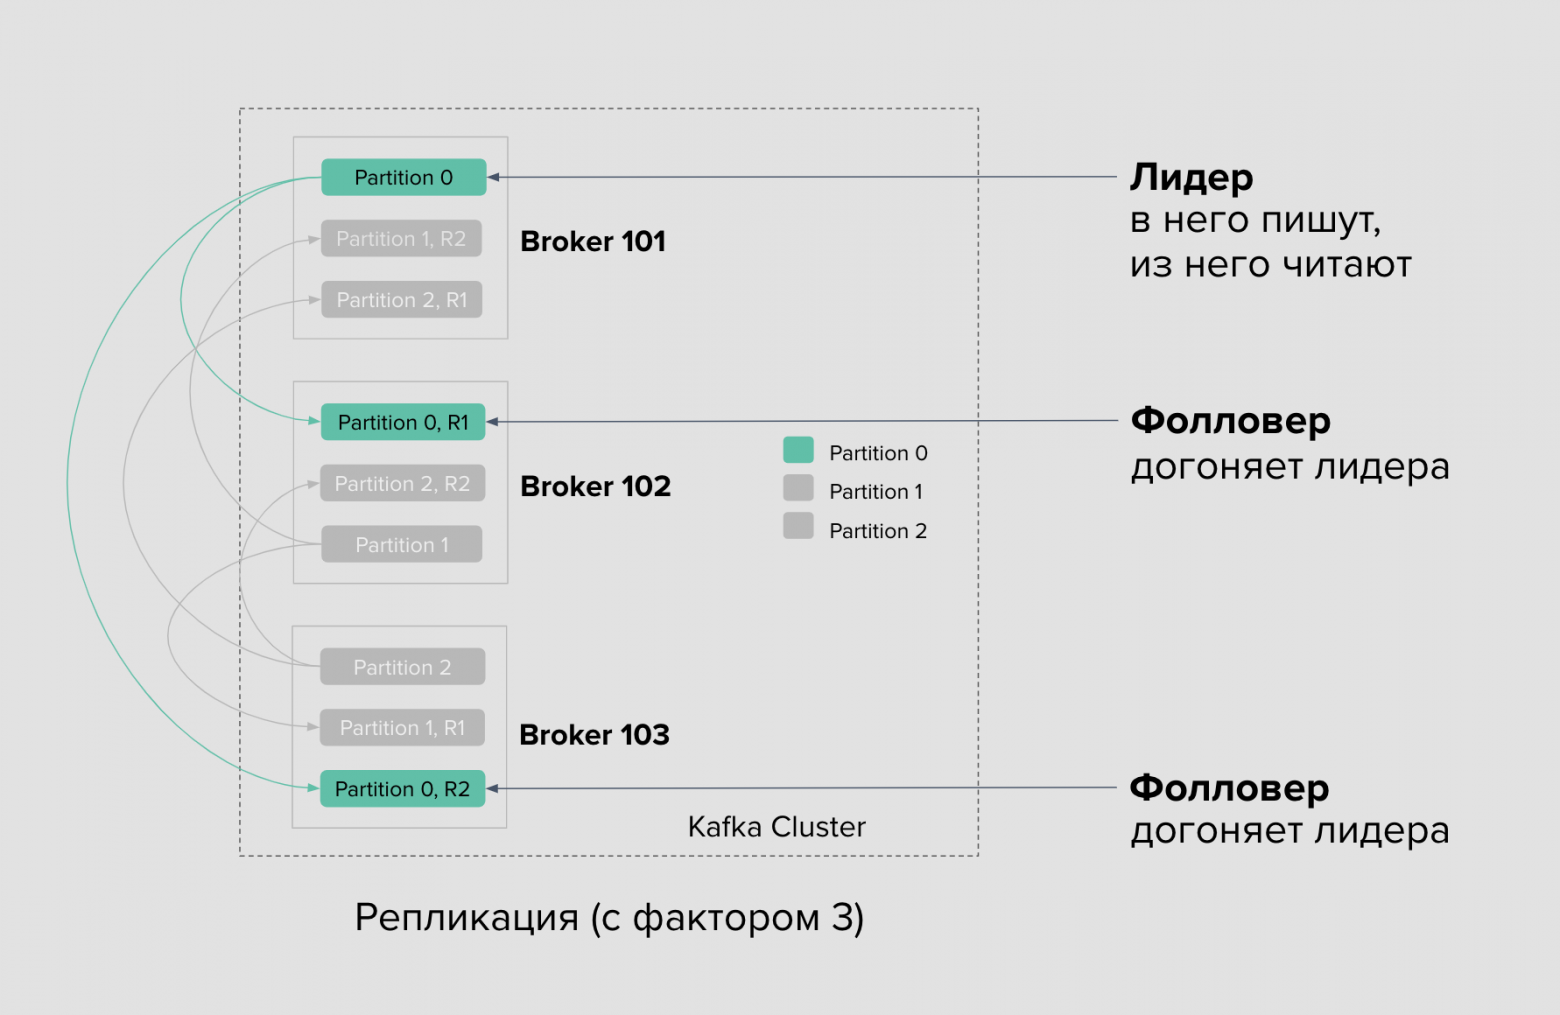 Partition 0
Partition 1, R2
Partition 2, R1
Broker 101
Лидер
в него пишут,
из него читают
Partition 0, R1
Partition 2, R2
Partition 1
Broker 102
Partition 0
Partition 1
Partition 2
Фолловер
догоняет лидера
Partition 2
Partition 1, R1
Partition 0, R2
Broker 103
Kafka Cluster
Фолловер
догоняет лидера
Репликация (с фактором 3)